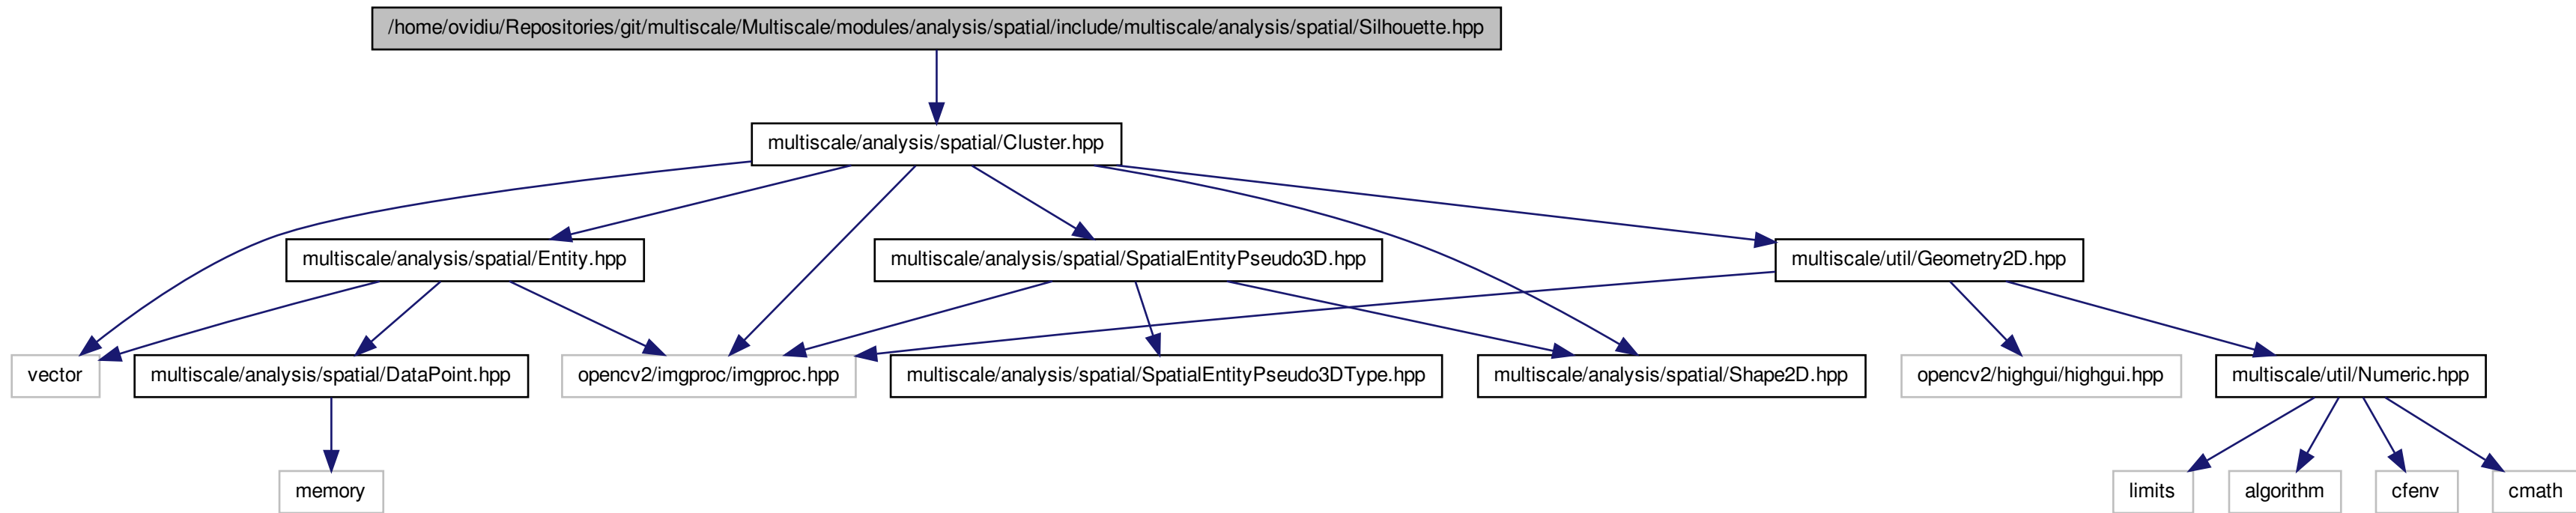 /home/ovidiu/Repositories/git/multiscale/Multiscale/modules/analysis/spatial/include/multiscale/analysis/spatial/Silhouette.hpp
multiscale/analysis/spatial/Cluster.hpp
multiscale/analysis/spatial/Entity.hpp
multiscale/analysis/spatial/SpatialEntityPseudo3D.hpp
multiscale/util/Geometry2D.hpp
vector
multiscale/analysis/spatial/DataPoint.hpp
opencv2/imgproc/imgproc.hpp
multiscale/analysis/spatial/SpatialEntityPseudo3DType.hpp
multiscale/analysis/spatial/Shape2D.hpp
opencv2/highgui/highgui.hpp
multiscale/util/Numeric.hpp
memory
limits
algorithm
cfenv
cmath